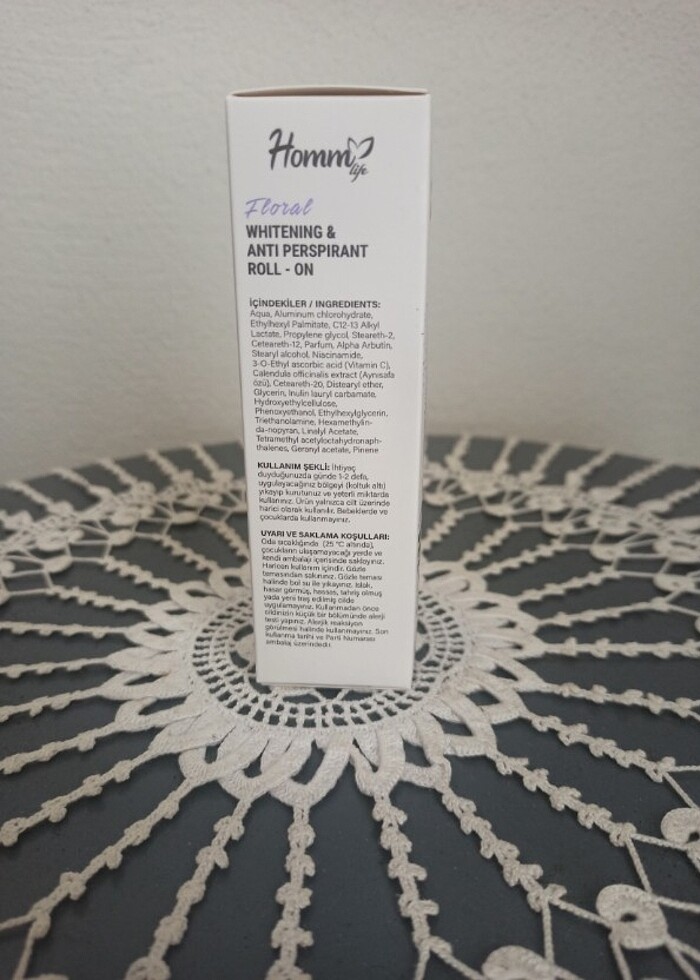 Homm
life
Floral
WHITENING &
ANTI PERSPIRANT
ROLL - ON
İÇİNDEKİLER / INGREDIENTS:
Aqua, Aluminum chlorohydrate,
Ethylhexyl Palmitate, C12-13 Alkyl
Lactate, Propylene glycol, Steareth-2,
Ceteareth-12, Parfum, Alpha Arbutin,
Stearyl alcohol, Niacinamide,
3-O-Ethyl ascorbic acid (Vitamin C),
Calendula officinalis extract (Aynısafa
özü), Ceteareth-20, Distearyl ether,
Glycerin, Inulin lauryl carbamate,
Hydroxyethylcellulose,
Phenoxyethanol, Ethylhexylglycerin,
Triethanolamine, Hexamethylin-
da-nopyran, Linalyl Acetate,
Tetramethyl acetyloctahydronaph-
thalenes, Geranyl acetate, Pinene
KULLANIM ŞEKLİ: İhtiyaç
duyduğunuzda günde 1-2 defa,
uygulayacağınız bölgeyi (koltuk altı)
yıkayıp kurutunuz ve yeterli miktarda
kullanınız. Ürün yalnızca cilt üzerinde
harici olarak kullanılır. Bebeklerde ve
çocuklarda kullanmayınız.
UYARI VE SAKLAMA KOŞULLARI:
Oda sıcaklığında (25 °C altında),
çocukların ulaşamayacağı yerde ve
kendi ambalajı içerisinde saklayınız.
Haricen kullanım içindir. Gözle
temasından sakınınız. Gözle teması
halinde bol su ile yıkayınız. Islak,
hasar görmüş, hassas, tahriş olmuş
yada yeni traş edilmiş cilde
uygulamayınız. Kullanmadan önce
cildinizin küçük bir bölümünde alerji
testi yapınız. Alerjik reaksiyon
görülmesi halinde kullanmayınız. Son
kullanma tarihi ve Parti Numarası
ambalaj üzerindedir.